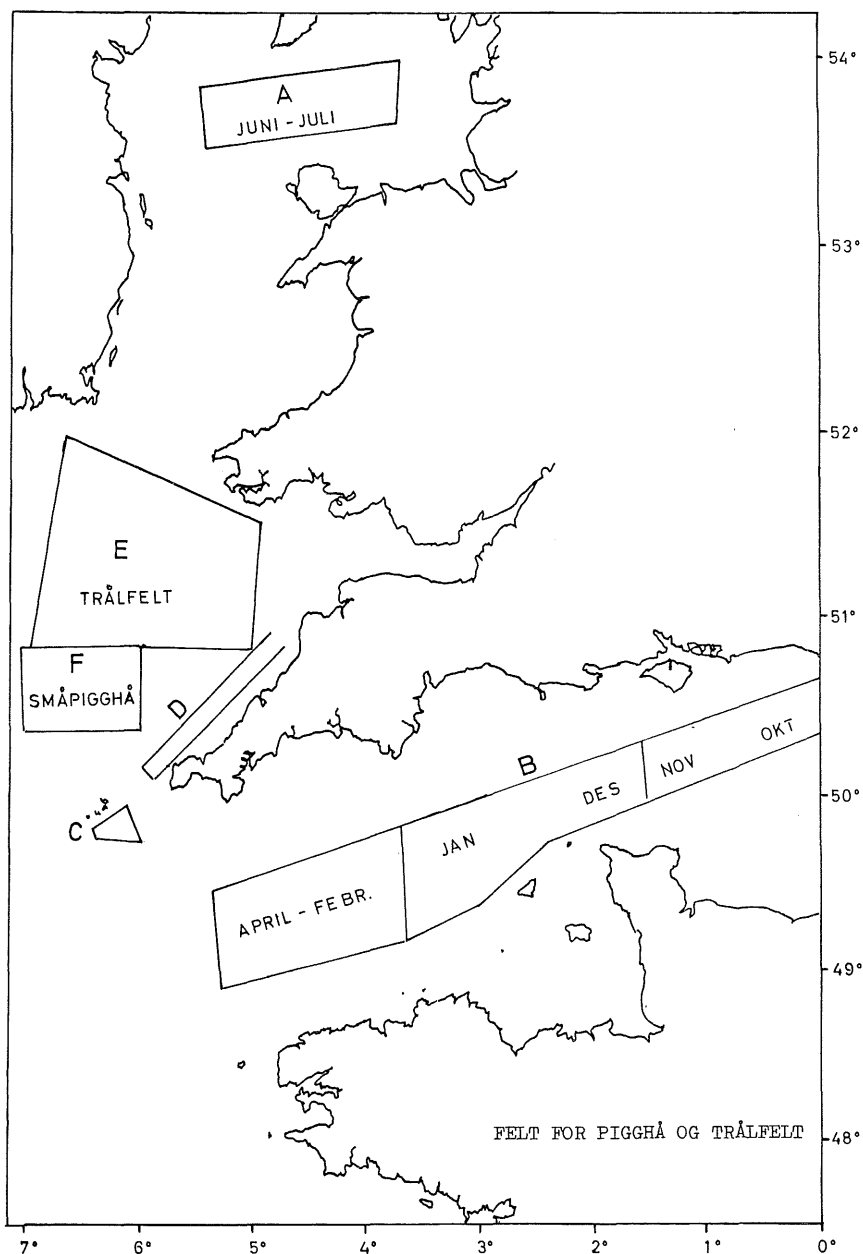 54°
A
JUNI - JULI
53°
52°
E
TRÅLFELT
51°
F
SMÅPIGGHÅ
D
B
OKT
NOV
DES
50°
C
JAN
APRIL - FEBR.
49°
FELT FOR PIGGHÅ OG TRÅLFELT
48°
7° 6° 5° 4° 3° 2° 1° 0°